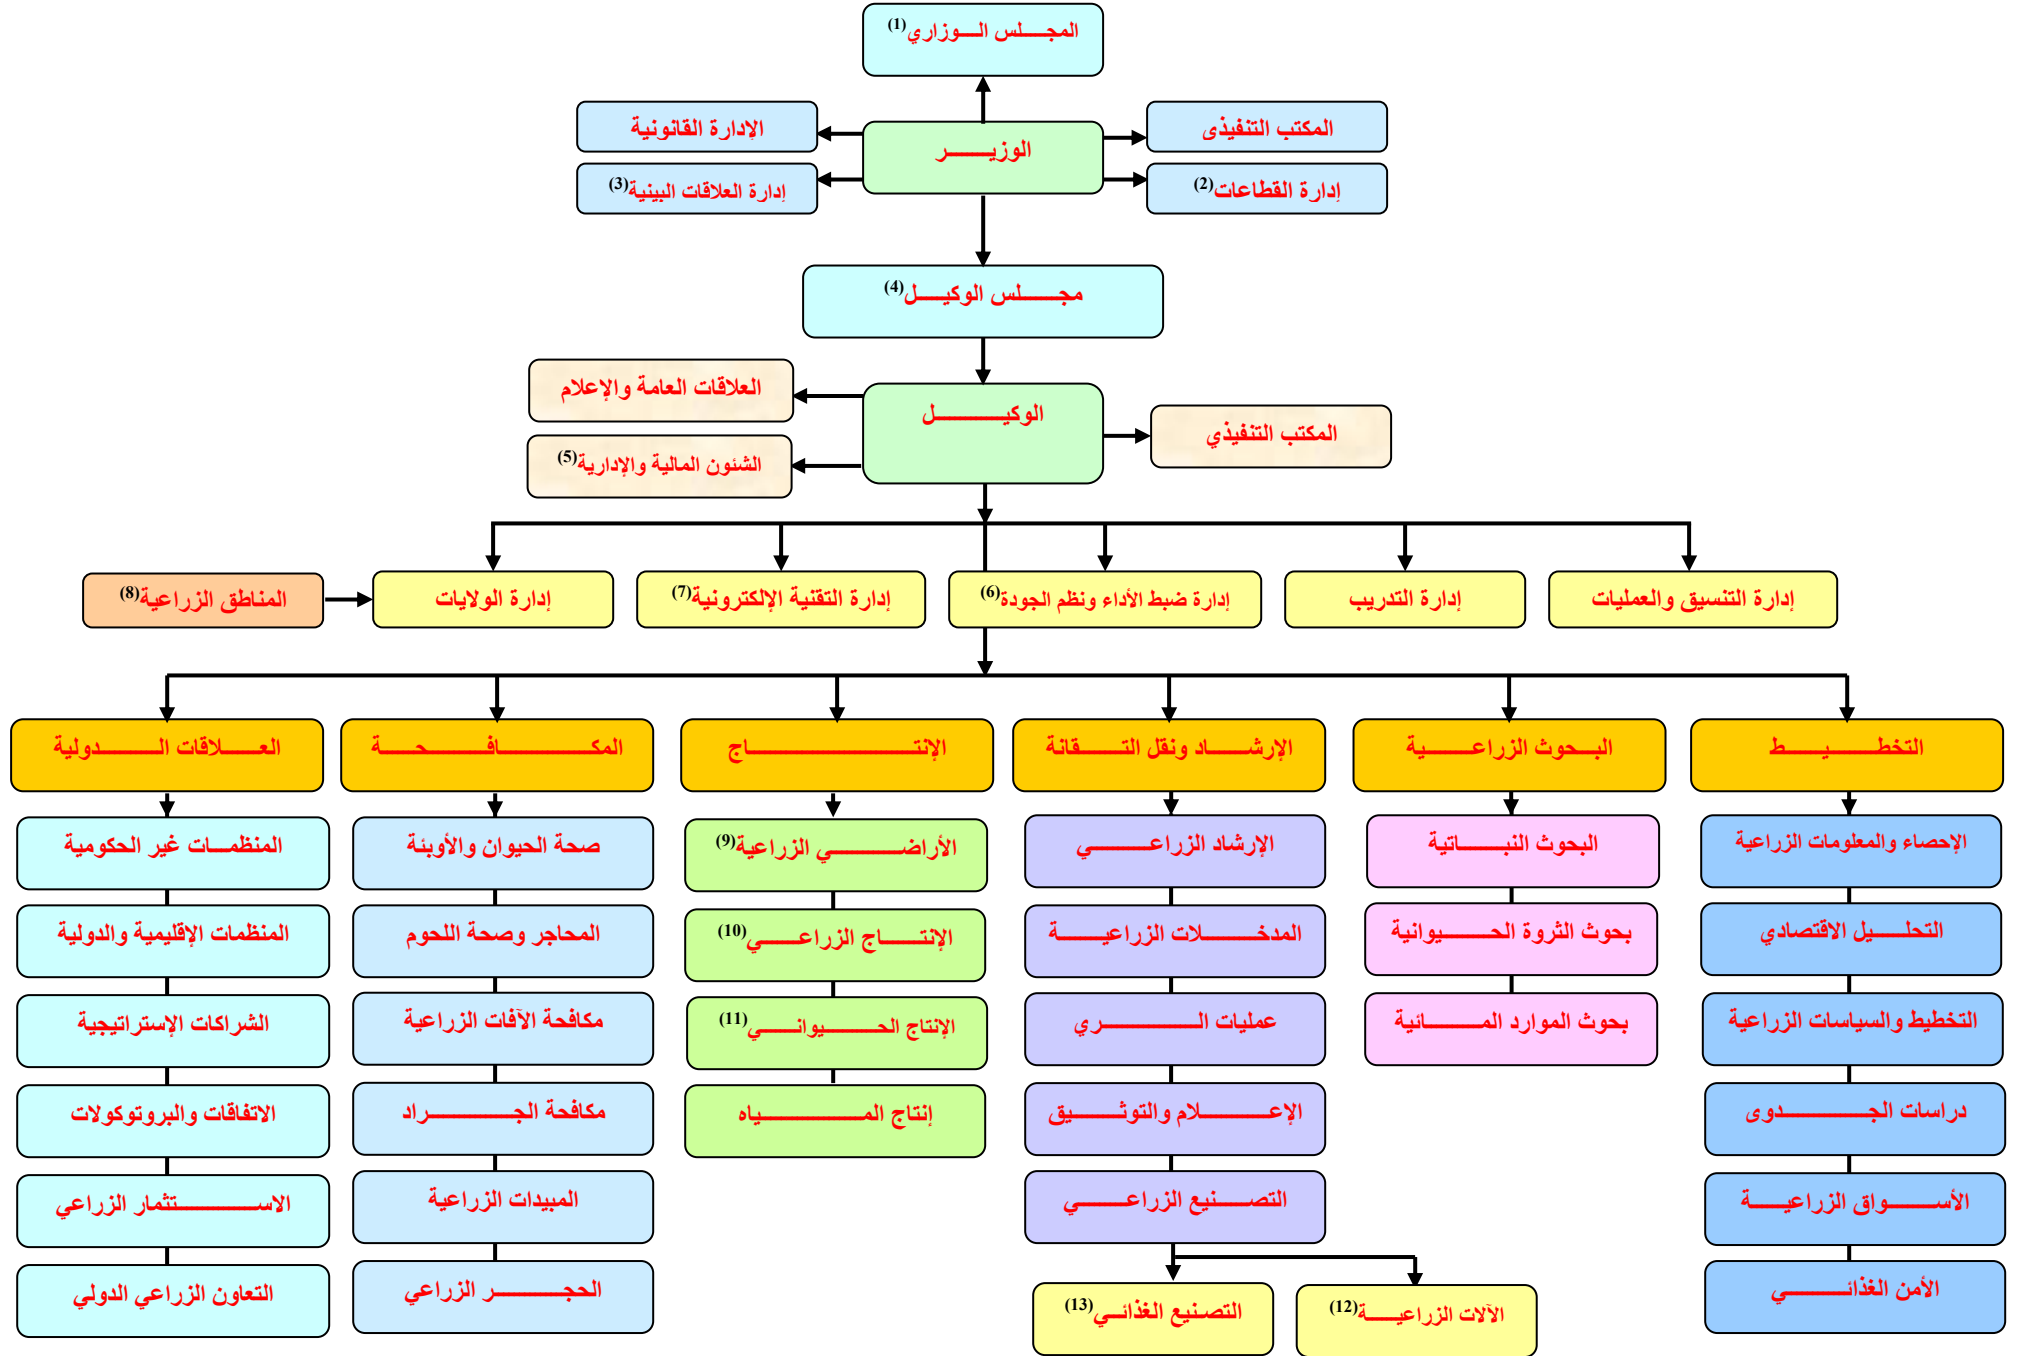 المجلس الوزاري(1)
المكتب التنفيذى
الإدارة القانونية
الوزير
إدارة القطاعات(2)
إدارة العلاقات البينية(3)
مجلس الوكيل(4)
العلاقات العامة والإعلام
الوكيل
المكتب التنفيذي
الشئون المالية والإدارية(5)
إدارة التنسيق والعمليات
إدارة التدريب
إدارة ضبط الأداء ونظم الجودة(6)
إدارة التقنية الإلكترونية(7)
إدارة الولايات
المناطق الزراعية(8)
التخطيط
البحوث الزراعية
الإرشاد ونقل التقانة
الإنتاج
المكافحة
العلاقات الدولية
الإحصاء والمعلومات الزراعية
التحليل الاقتصادي
التخطيط والسياسات الزراعية
دراسات الجدوى
الأسواق الزراعية
الأمن الغذائي
البحوث النباتية
بحوث الثروة الحيوانية
بحوث الموارد المائية
الإرشاد الزراعي
المدخلات الزراعية
عمليات الري
الإعلام والتوثيق
التصنيع الزراعي
الآلات الزراعية(12)
التصنيع الغذائي(13)
الأراضي الزراعية(9)
الإنتاج الزراعي(10)
الإنتاج الحيواني(11)
إنتاج المياه
صحة الحيوان والأوبئة
المحاجر وصحة اللحوم
مكافحة الآفات الزراعية
مكافحة الجراد
المبيدات الزراعية
الحجر الزراعي
المنظمات غير الحكومية
المنظمات الإقليمية والدولية
الشراكات الإستراتيجية
الاتفاقات والبروتوكولات
الاستثمار الزراعي
التعاون الزراعي الدولي